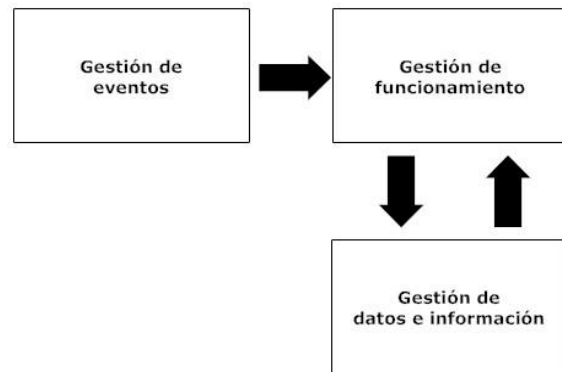 Gestión de
eventos
Gestión de
funcionamiento
Gestión de
datos e información